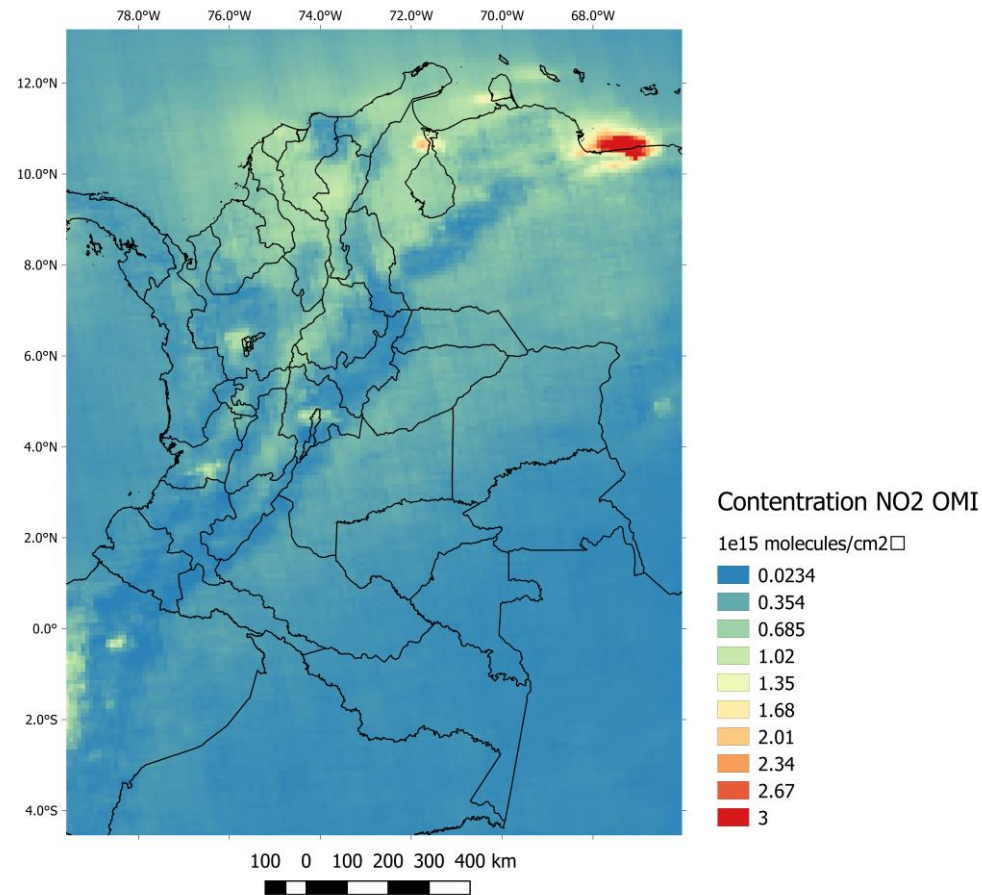 78.0°W 76.0°W 74.0°W 72.0°W 70.0°W 68.0°W
12.0°N
10.0°N
8.0°N
6.0°N
4.0°N
2.0°N
0.0°
2.0°S
4.0°S
Contentration NO2 OMI
1e15 molecules/cm2□
0.0234
0.354
0.685
1.02
1.35
1.68
2.01
2.34
2.67
3
100 0 100 200 300 400 km